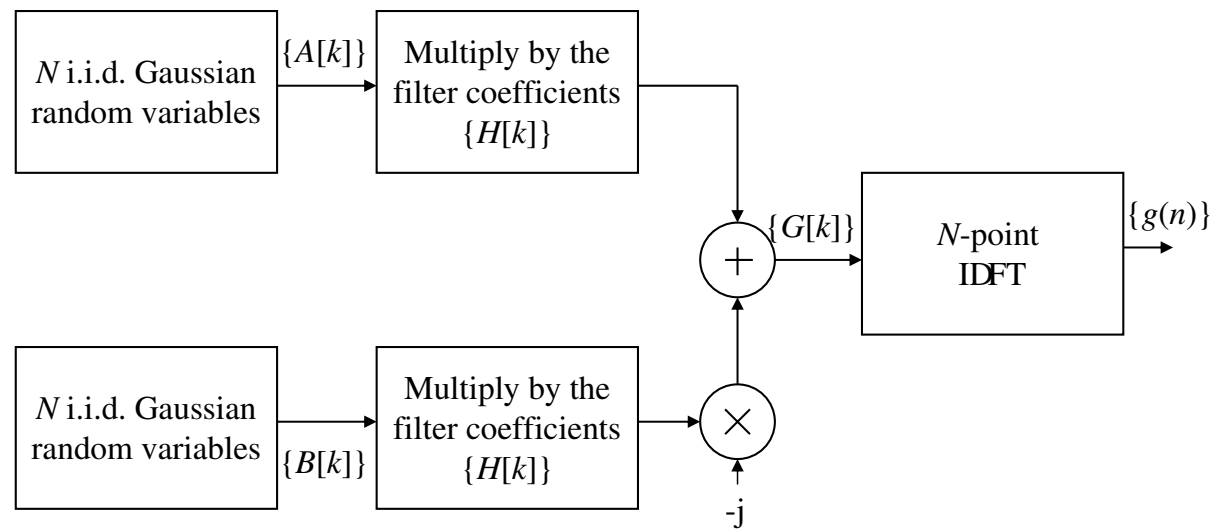 N i.i.d. Gaussian
random variables
{A[k]}
Multiply by the
filter coefficients
{H[k]}
+
{G[k]}
N-point
IDFT
{g(n)}
N i.i.d. Gaussian
random variables
{B[k]}
Multiply by the
filter coefficients
{H[k]}
×
-j